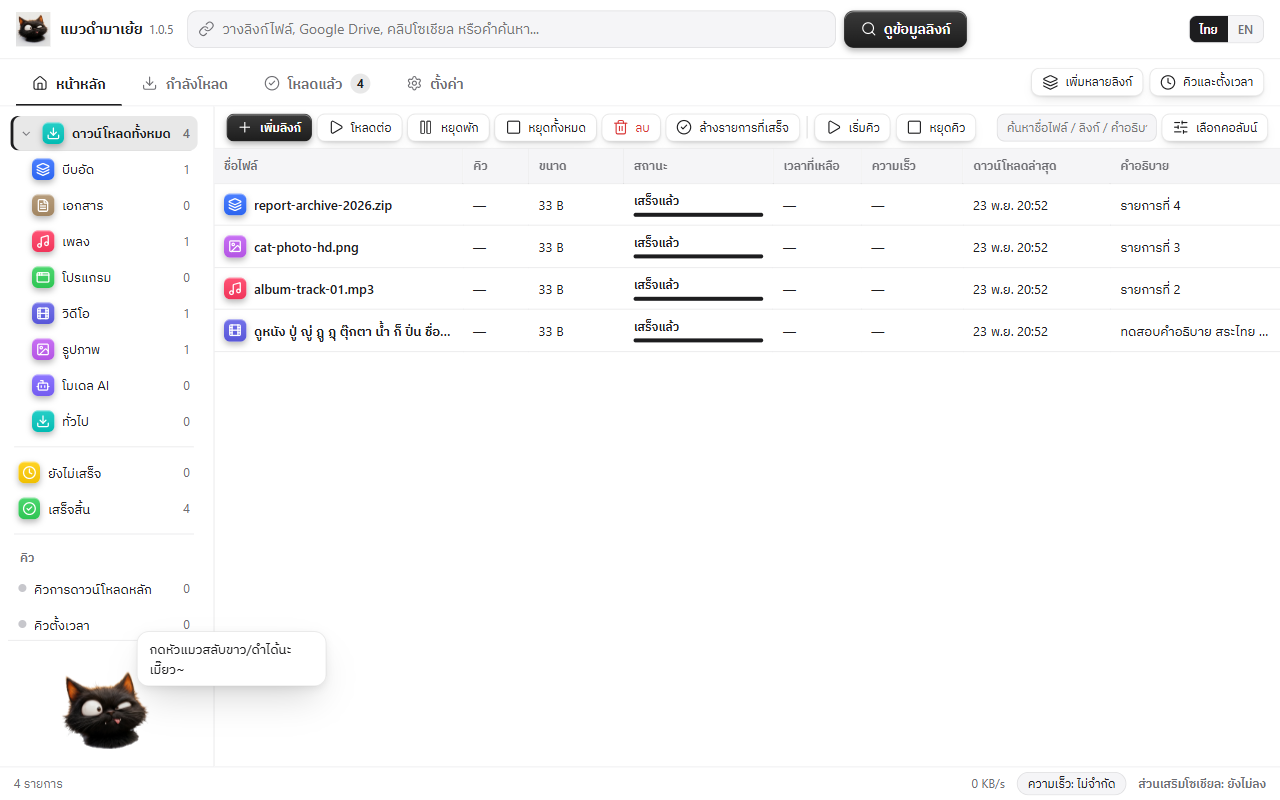 แมวดำมาเย้ย 1.0.5
วางลิงก์ไฟล์, Google Drive, คลิปโซเชียล หรือคำค้นหา...
ดูข้อมูลลิงก์
ไทย EN
หน้าหลัก
กำลังโหลด
โหลดแล้ว 4
ตั้งค่า
เพิ่มหลายลิงก์
คิวและตั้งเวลา
ดาวน์โหลดทั้งหมด 4
บีบอัด 1
เอกสาร 0
เพลง 1
โปรแกรม 0
วิดีโอ 1
รูปภาพ 1
โมเดล AI 0
ทั่วไป 0
ยังไม่เสร็จ 0
เสร็จสิ้น 4
คิว
คิวการดาวน์โหลดหลัก 0
คิวตั้งเวลา 0
กดหัวแมวสลับขาว/ดำได้นะ
เมี๊ยว~
เพิ่มลิงก์
โหลดต่อ
หยุดพัก
หยุดทั้งหมด
ลบ
ล้างรายการที่เสร็จ
เริ่มคิว
หยุดคิว
ค้นหาชื่อไฟล์ / ลิงก์ / คำอธิบ
เลือกคอลัมน์
ชื่อไฟล์ คิว ขนาด สถานะ เวลาที่เหลือ ความเร็ว ดาวน์โหลดล่าสุด คำอธิบาย
report-archive-2026.zip — 33 B เสร็จแล้ว — — 23 พ.ย. 20:52 รายการที่ 4
cat-photo-hd.png — 33 B เสร็จแล้ว — — 23 พ.ย. 20:52 รายการที่ 3
album-track-01.mp3 — 33 B เสร็จแล้ว — — 23 พ.ย. 20:52 รายการที่ 2
ดูหนัง ปู่ ญู่ ฎู ฏุ ตุ๊กตา น้ำ ก็ ปิ่น ชื่อ... — 33 B เสร็จแล้ว — — 23 พ.ย. 20:52 ทดสอบคำอธิบาย สระไทย ...
4 รายการ
0 KB/s
ความเร็ว: ไม่จำกัด
ส่วนเสริมโซเชียล: ยังไม่ลง